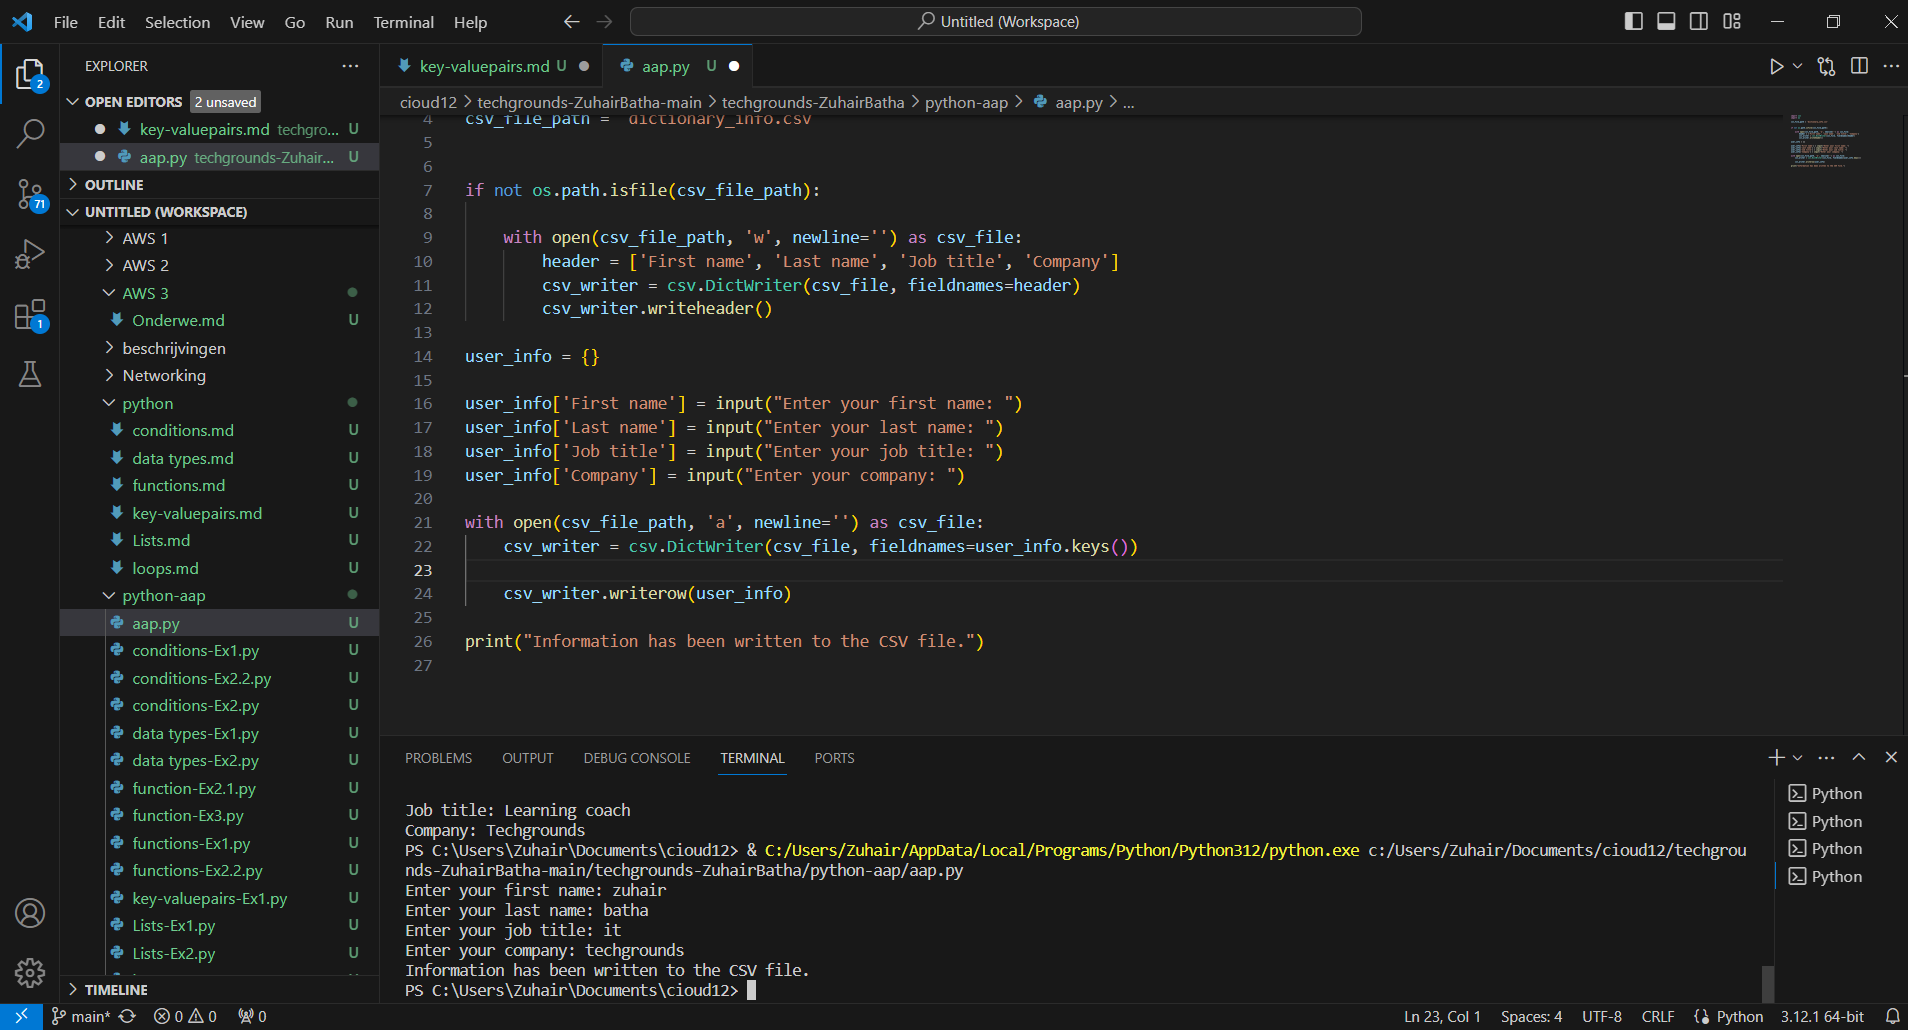 File Edit Selection View Go Run Terminal Help
Untitled (Workspace)
EXPLORER
OPEN EDITORS 2 unsaved
key-valuepairs.md techgro... U
aap.py techgrounds-Zuhair... U
OUTLINE
UNTITLED (WORKSPACE)
AWS 1
AWS 2
AWS 3
Onderwe.md U
beschrijvingen
Networking
python
conditions.md U
data types.md U
functions.md U
key-valuepairs.md U
Lists.md U
loops.md U
python-aap
aap.py U
conditions-Ex1.py U
conditions-Ex2.2.py U
conditions-Ex2.py U
data types-Ex1.py U
data types-Ex2.py U
function-Ex2.1.py U
function-Ex3.py U
functions-Ex1.py U
functions-Ex2.2.py U
key-valuepairs-Ex1.py U
Lists-Ex1.py U
Lists-Ex2.py U
TIMELINE
2
71
1
key-valuepairs.md U
aap.py U
cioud12 > techgrounds-ZuhairBatha-main > techgrounds-ZuhairBatha > python-aap > aap.py > ...
4 csv_file_path = 'dictionary_info.csv'
5
6
7 if not os.path.isfile(csv_file_path):
8
9 with open(csv_file_path, 'w', newline='') as csv_file:
10 header = ['First name', 'Last name', 'Job title', 'Company']
11 csv_writer = csv.DictWriter(csv_file, fieldnames=header)
12 csv_writer.writeheader()
13
14 user_info = {}
15
16 user_info['First name'] = input("Enter your first name: ")
17 user_info['Last name'] = input("Enter your last name: ")
18 user_info['Job title'] = input("Enter your job title: ")
19 user_info['Company'] = input("Enter your company: ")
20
21 with open(csv_file_path, 'a', newline='') as csv_file:
22 csv_writer = csv.DictWriter(csv_file, fieldnames=user_info.keys())
23
24 csv_writer.writerow(user_info)
25
26 print("Information has been written to the CSV file.")
27
PROBLEMS OUTPUT DEBUG CONSOLE TERMINAL PORTS
Job title: Learning coach
Company: Techgrounds
PS C:\Users\Zuhair\Documents\cioud12> & C:/Users/Zuhair/AppData/Local/Programs/Python/Python312/python.exe c:/Users/Zuhair/Documents/cioud12/techgrou
nds-ZuhairBatha-main/techgrounds-ZuhairBatha/python-aap/aap.py
Enter your first name: zuhair
Enter your last name: batha
Enter your job title: it
Enter your company: techgrounds
Information has been written to the CSV file.
PS C:\Users\Zuhair\Documents\cioud12>
Python
Python
Python
Python
main* 0 0 0 Ln 23, Col 1 Spaces: 4 UTF-8 CRLF Python 3.12.1 64-bit